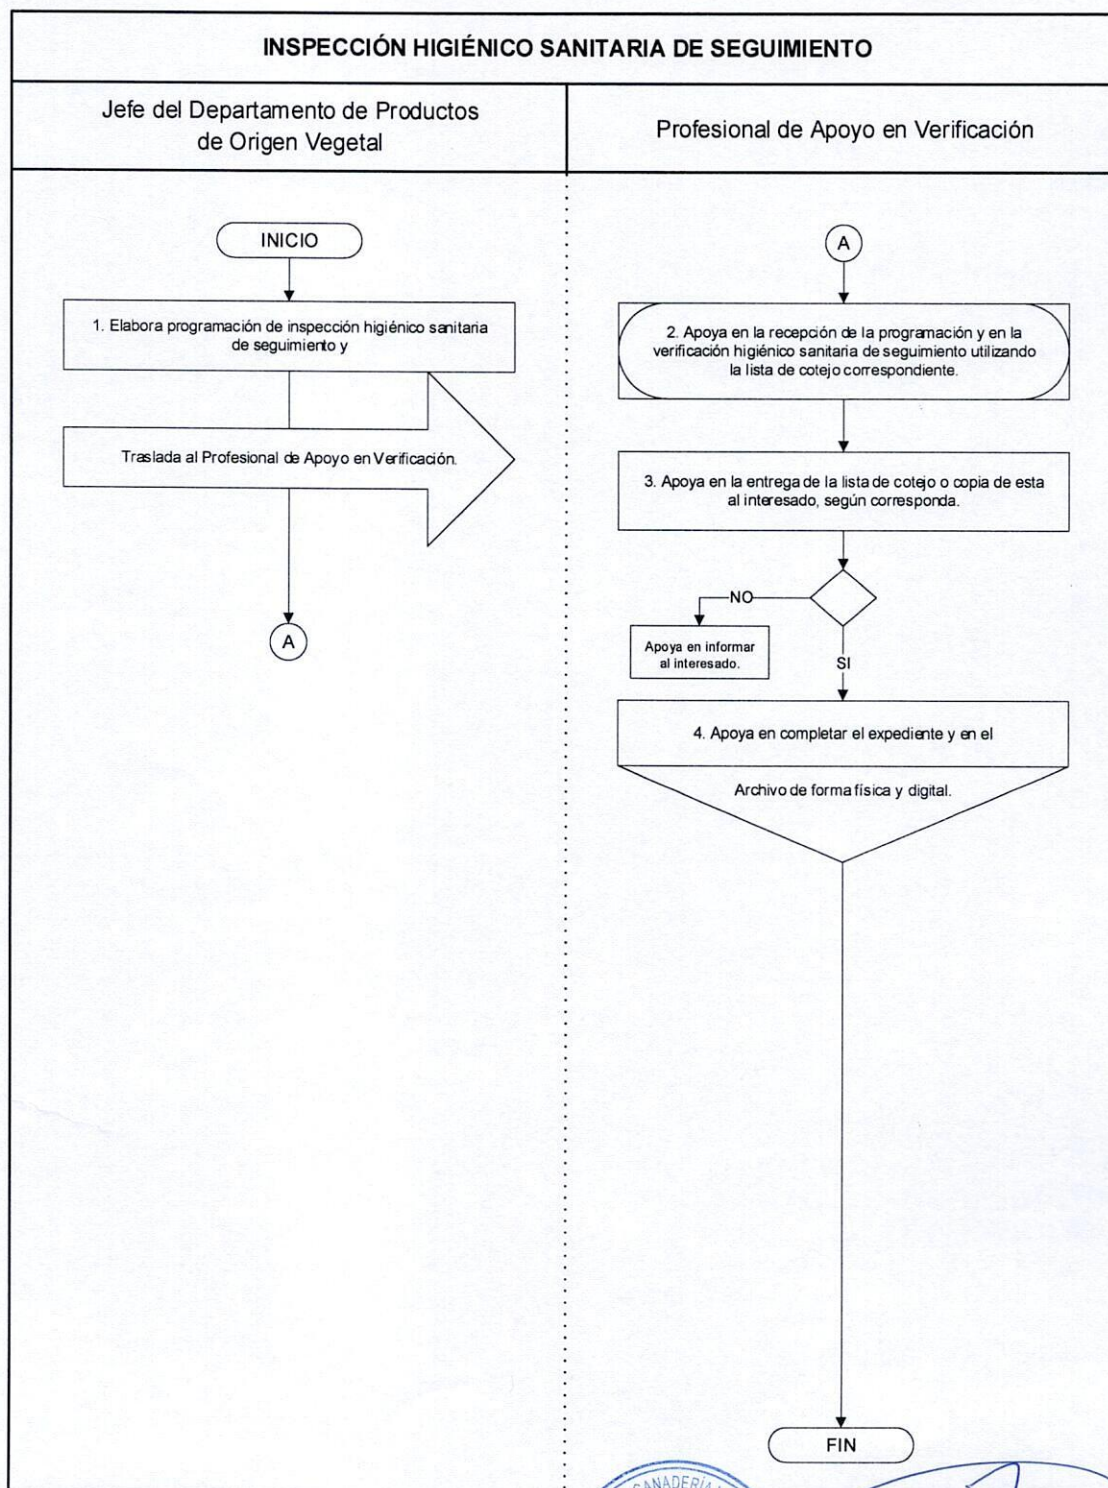 INSPECCIÓN HIGIÉNICO SANITARIA DE SEGUIMIENTO
Jefe del Departamento de Productos
de Origen Vegetal
Profesional de Apoyo en Verificación
INICIO
1. Elabora programación de inspección higiénico sanitaria
de seguimiento y
Traslada al Profesional de Apoyo en Verificación.
A
A
2. Apoya en la recepción de la programación y en la
verificación higiénico sanitaria de seguimiento utilizando
la lista de cotejo correspondiente.
3. Apoya en la entrega de la lista de cotejo o copia de esta
al interesado, según corresponda.
NO
Apoya en informar
al interesado.
SI
4. Apoya en completar el expediente y en el
Archivo de forma física y digital.
FIN
GANADERÍA